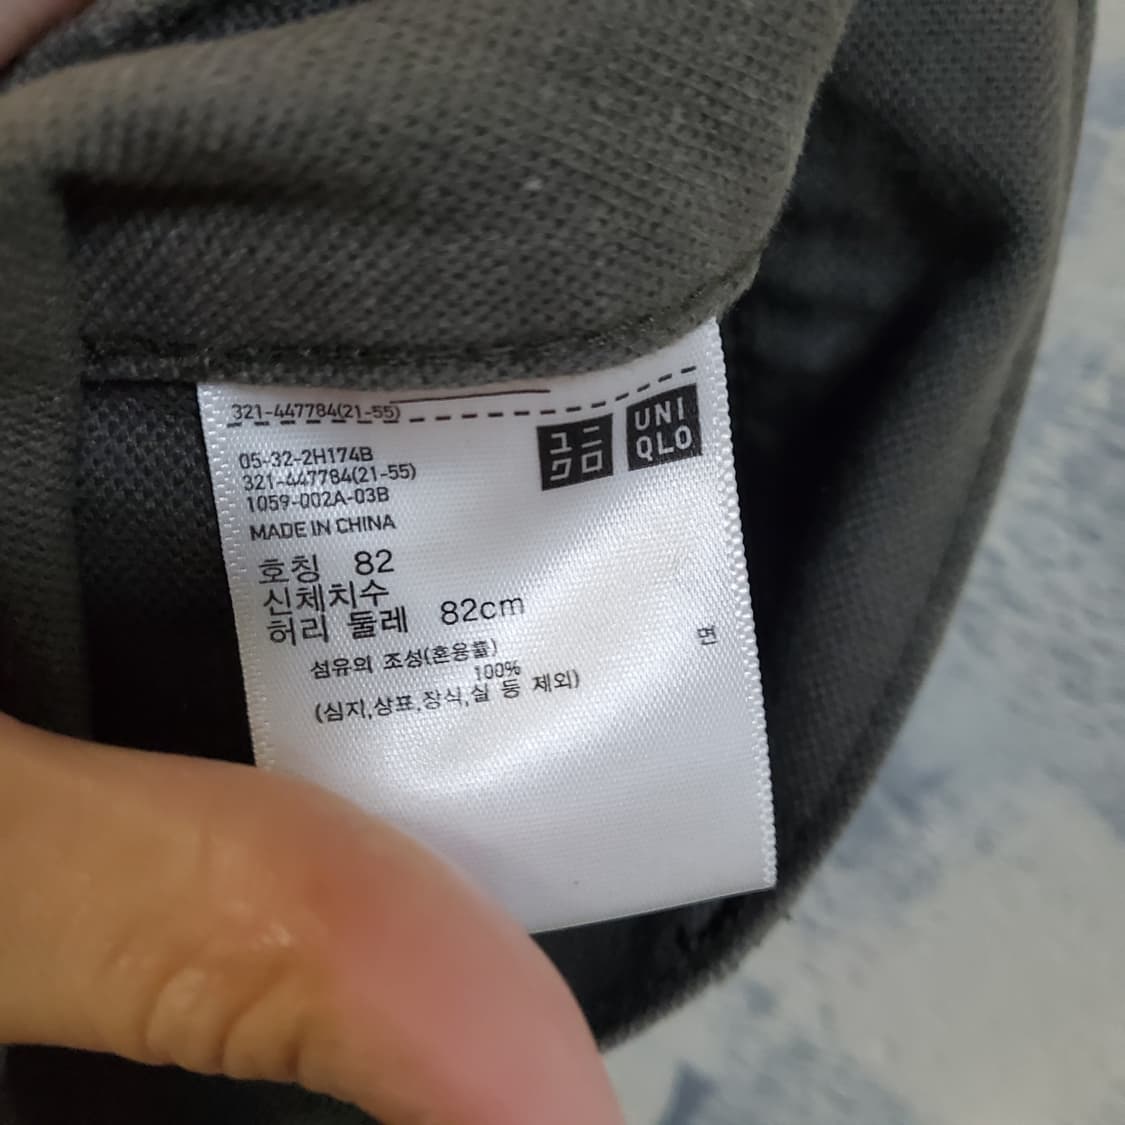 321-447784(21-55)
ユニ
クロ
UNI
QLO
05-32-2H174B
321-447784(21-55)
1059-002A-03B
MADE IN CHINA
호칭 82
신체치수
허리 둘레 82cm
섬유의 조성(혼용률)
면
100%
(심지,상표,장식,실 등 제외)